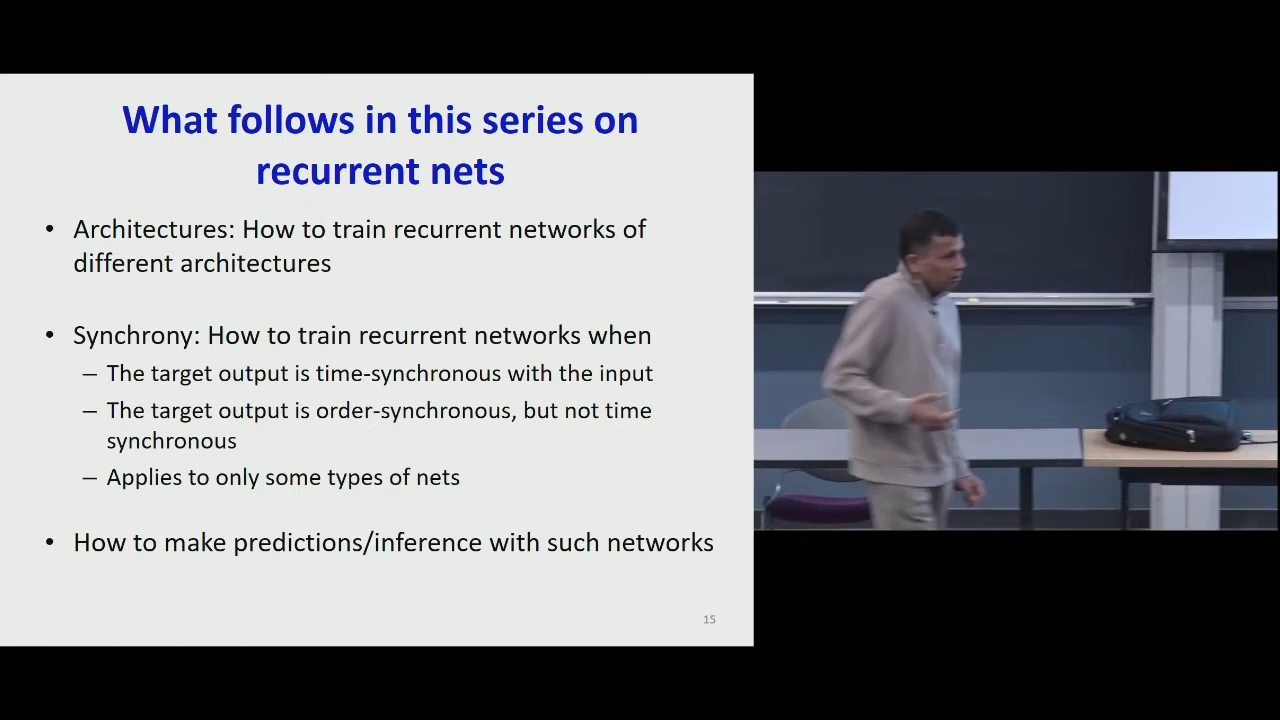 What follows in this series on
recurrent nets
• Architectures: How to train recurrent networks of
different architectures
• Synchrony: How to train recurrent networks when
– The target output is time-synchronous with the input
– The target output is order-synchronous, but not time
synchronous
– Applies to only some types of nets
• How to make predictions/inference with such networks
15